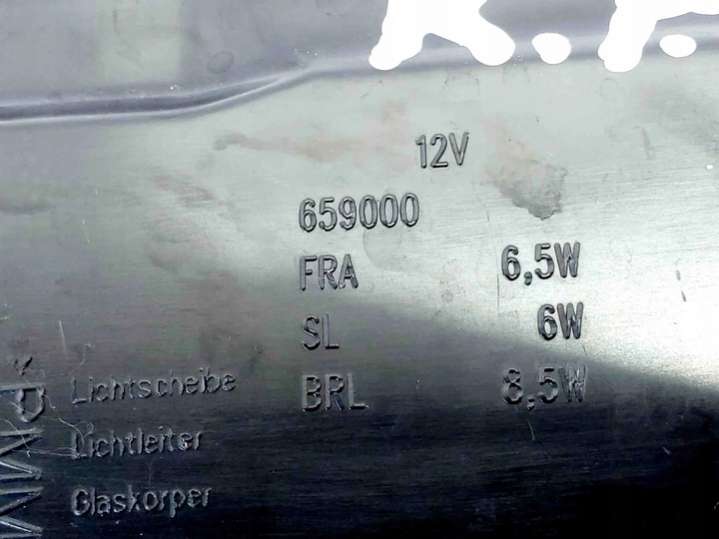 12V
659000
FRA 6,5W
SL 6W
BRL 8,5W
Lichtscheibe
Lichtleiter
Glaskorper